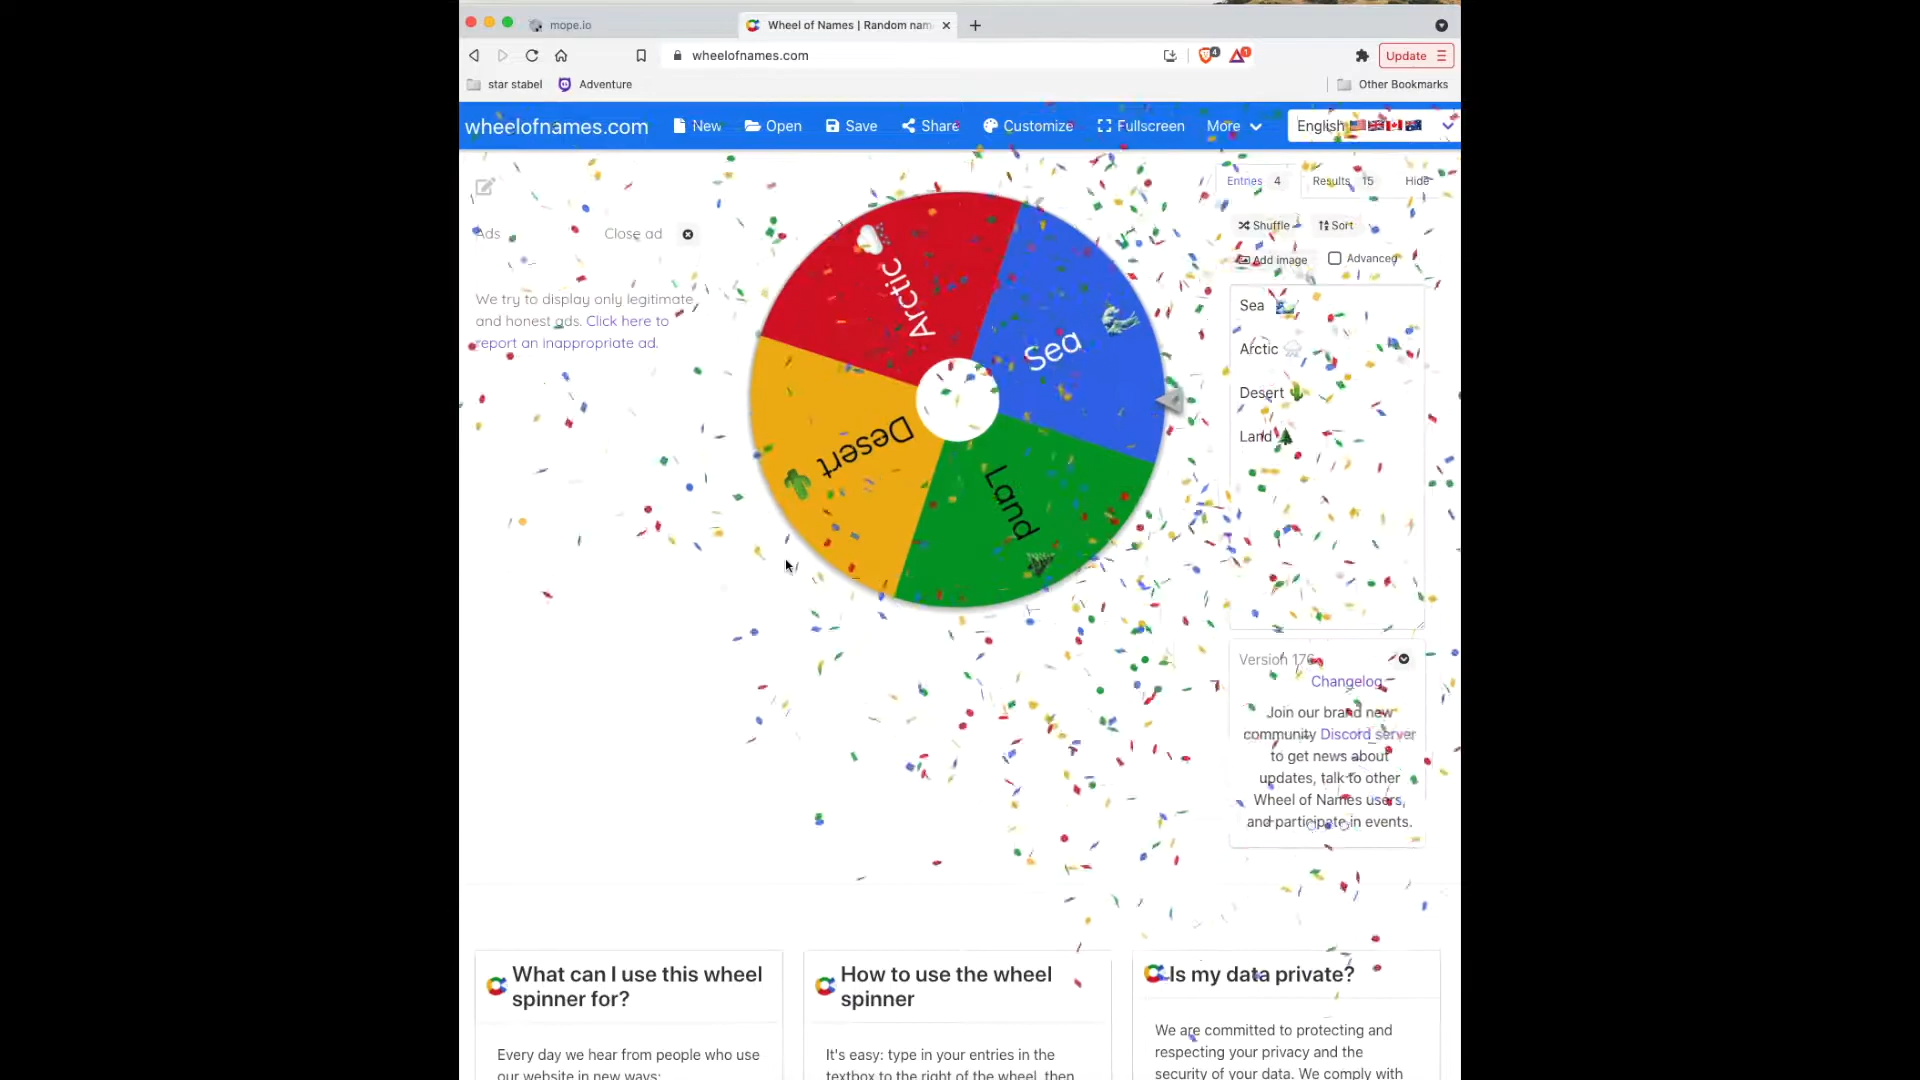 mope.io
Wheel of Names | Random nam
wheelofnames.com
4
1
Update
star stabel
Adventure
Other Bookmarks
wheelofnames.com
New
Open
Save
Share
Customize
Fullscreen
More
English
Entries 4
Results 15
Hide
Ads
Close ad
Shuffle
Sort
Add image
Advanced
We try to display only legitimate
and honest ads. Click here to
report an inappropriate ad.
Arctic
Sea
Desert
Land
Sea
Arctic
Desert
Land
Version 176
Changelog
Join our brand new
community Discord server
to get news about
updates, talk to other
Wheel of Names users,
and participate in events.
What can I use this wheel
spinner for?
Every day we hear from people who use
our website in new ways:
How to use the wheel
spinner
It's easy: type in your entries in the
textbox to the right of the wheel, then
Is my data private?
We are committed to protecting and
respecting your privacy and the
security of your data. We comply with